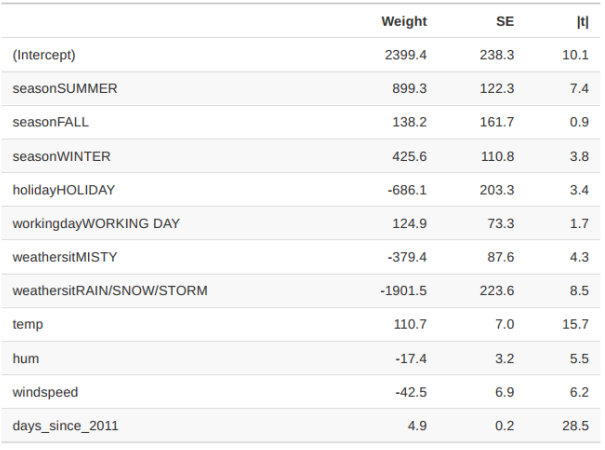 Weight SE |t|
(Intercept) 2399.4 238.3 10.1
seasonSUMMER 899.3 122.3 7.4
seasonFALL 138.2 161.7 0.9
seasonWINTER 425.6 110.8 3.8
holidayHOLIDAY -686.1 203.3 3.4
workingdayWORKING DAY 124.9 73.3 1.7
weathersitMISTY -379.4 87.6 4.3
weathersitRAIN/SNOW/STORM -1901.5 223.6 8.5
temp 110.7 7.0 15.7
hum -17.4 3.2 5.5
windspeed -42.5 6.9 6.2
days_since_2011 4.9 0.2 28.5